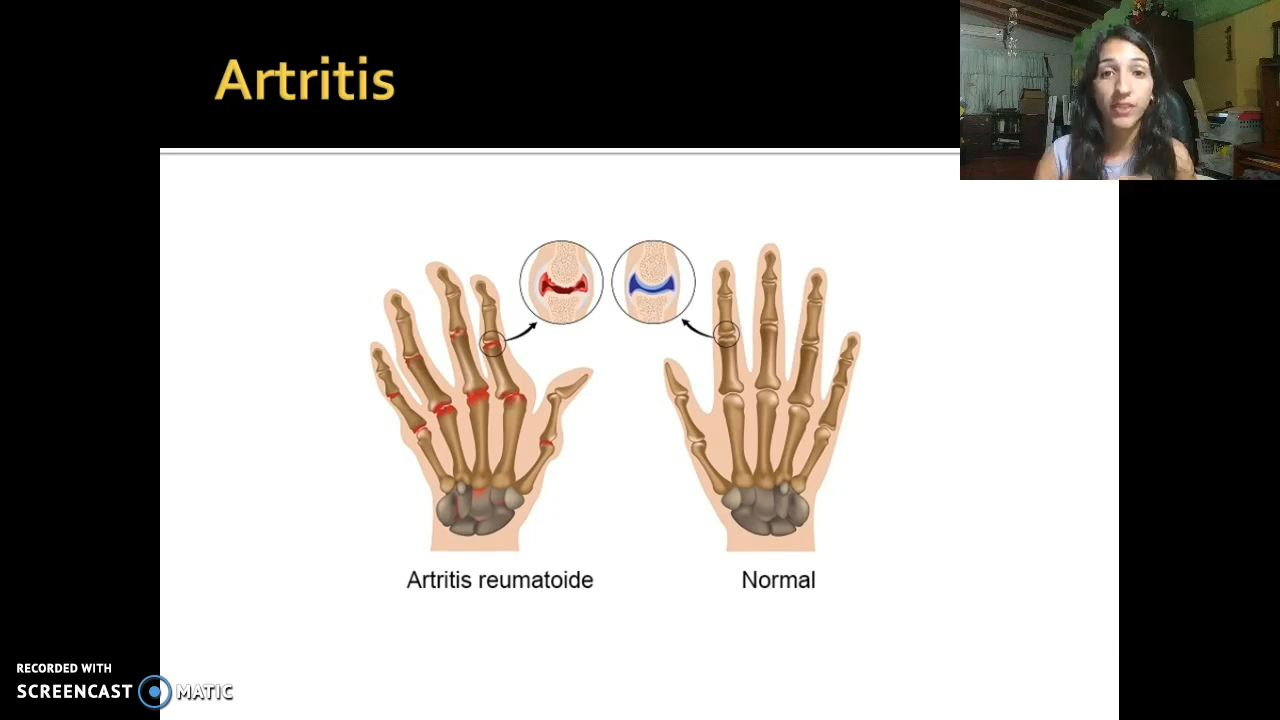 Artritis
Artritis reumatoide
Normal
RECORDED WITH
SCREENCAST MATIC